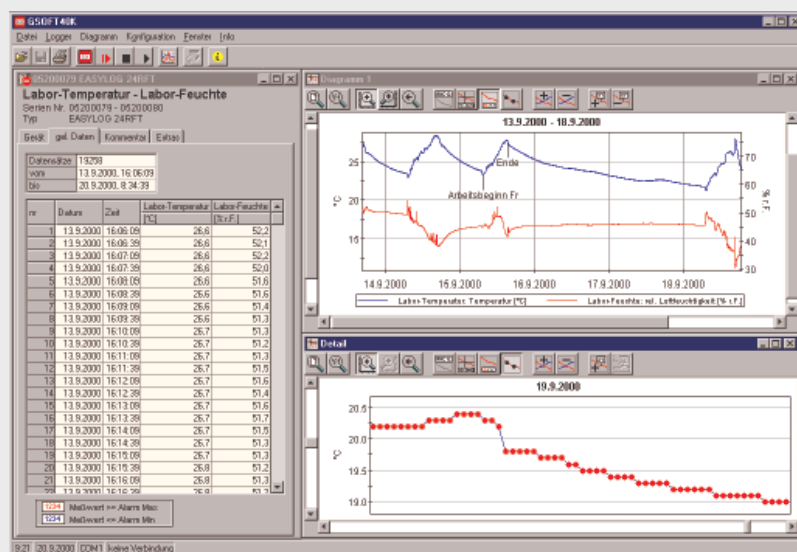 GSOFT40K
Datei Logger Diagramm Konfiguration Fenster Info
05200079 EASYLOG 24RFT
Labor-Temperatur - Labor-Feuchte
Serien Nr. 05200079 - 05200080
Typ EASYLOG 24RFT
Gerät gel. Daten Kommentar Extras
Datensätze 19258
vom 13.9.2000, 16:06:09
bis 20.9.2000, 8:34:39
nr Datum Zeit Labor-Temperatur [°C] Labor-Feuchte [% r.F.]
1 13.9.2000 16:06:09 26,6 52,2
2 13.9.2000 16:06:39 26,6 52,1
3 13.9.2000 16:07:09 26,6 52,2
4 13.9.2000 16:07:39 26,6 52,0
5 13.9.2000 16:08:09 26,6 51,6
6 13.9.2000 16:08:39 26,6 51,6
7 13.9.2000 16:09:09 26,6 51,4
8 13.9.2000 16:09:39 26,6 51,3
9 13.9.2000 16:10:09 26,7 51,3
10 13.9.2000 16:10:39 26,7 51,2
11 13.9.2000 16:11:09 26,7 51,3
12 13.9.2000 16:11:39 26,7 51,5
13 13.9.2000 16:12:09 26,7 51,6
14 13.9.2000 16:12:39 26,7 51,4
15 13.9.2000 16:13:09 26,7 51,6
16 13.9.2000 16:13:39 26,7 51,7
17 13.9.2000 16:14:09 26,7 51,5
18 13.9.2000 16:14:39 26,7 51,3
19 13.9.2000 16:15:09 26,7 51,3
20 13.9.2000 16:15:39 26,8 51,2
21 13.9.2000 16:16:09 26,8 51,3
22 13.9.2000 16:16:39 26,8 51,2
1234 Meßwert >= Alarm Max
1234 Meßwert <= Alarm Min
9:21 20.9.2000 COM1 keine Verbindung
Diagramm 1
13.9.2000 - 18.9.2000
25
20
15
°C
Ende
Arbeitsbeginn Fr
70
60
50
40
30
% r.F.
14.9.2000 15.9.2000 16.9.2000 17.9.2000 18.9.2000
Labor-Temperatur: Temperatur [°C] Labor-Feuchte: rel. Luftfeuchtigkeit [% r.F.]
Detail
19.9.2000
20.5
20.0
19.5
19.0
°C